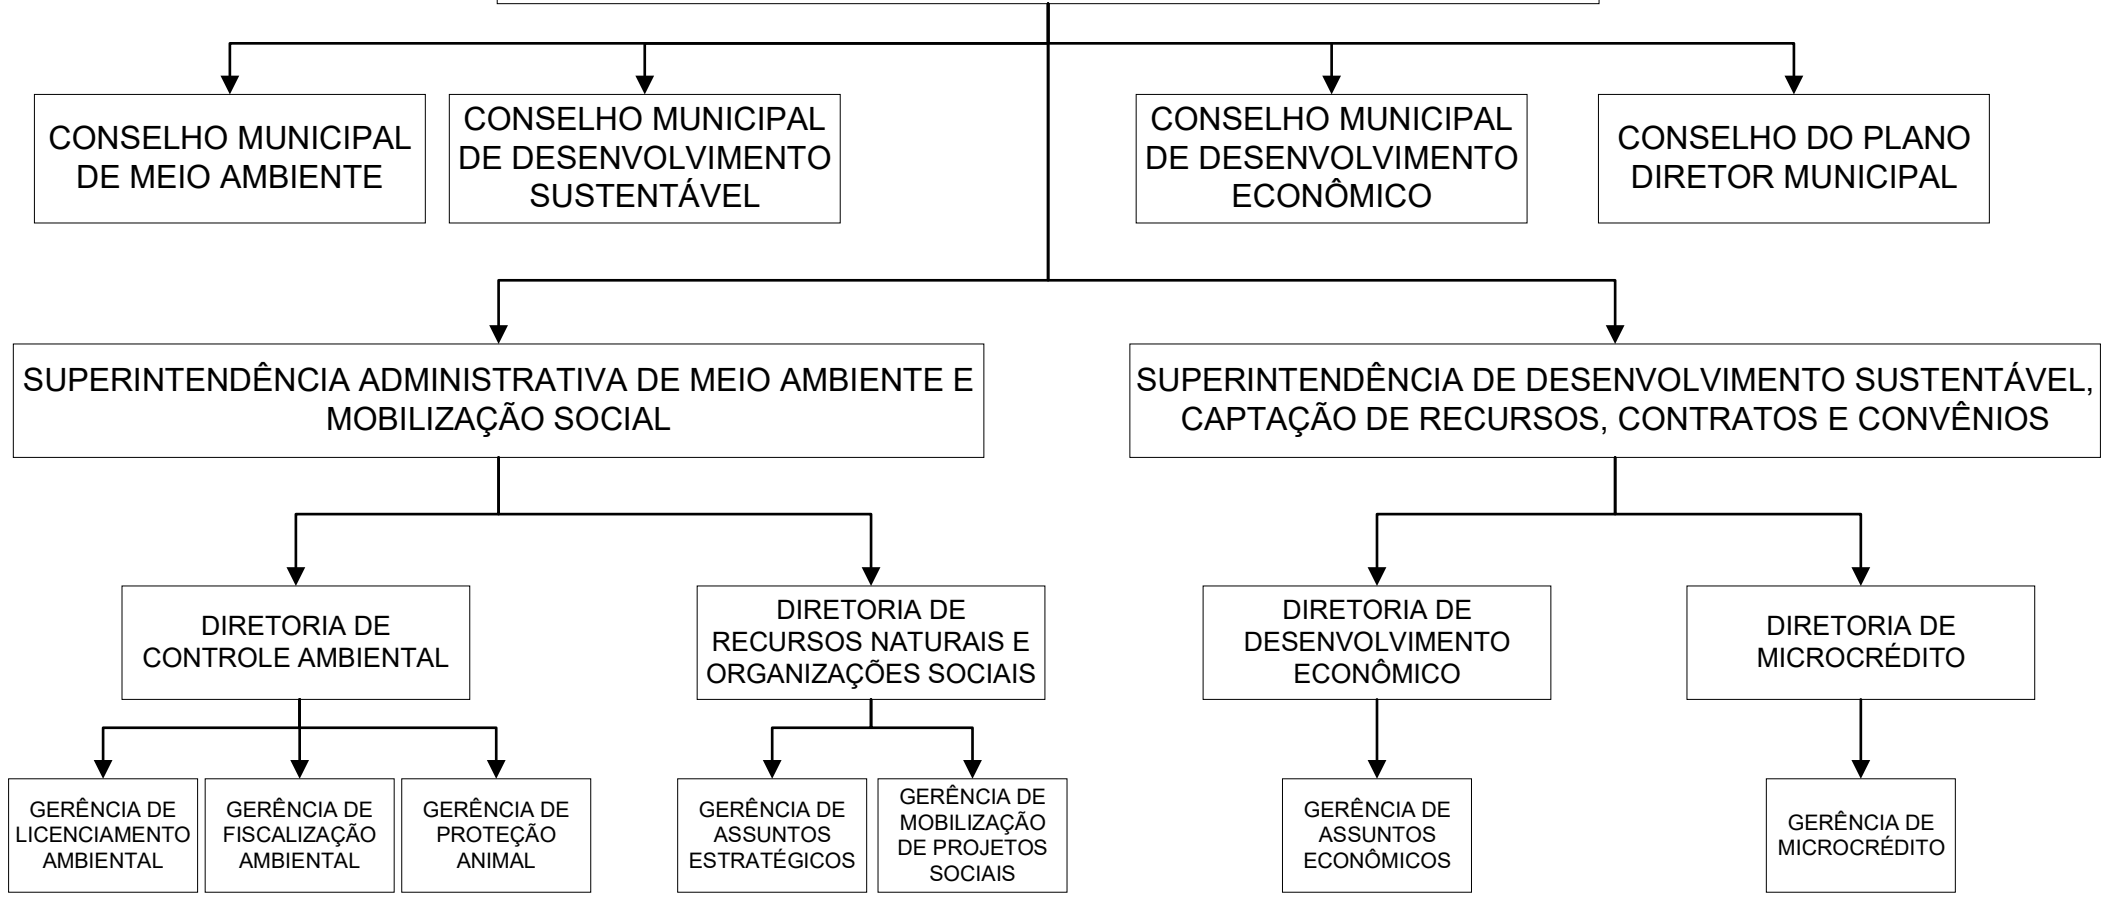 CONSELHO MUNICIPAL
DE MEIO AMBIENTE
CONSELHO MUNICIPAL
DE DESENVOLVIMENTO
SUSTENTÁVEL
CONSELHO MUNICIPAL
DE DESENVOLVIMENTO
ECONÔMICO
CONSELHO DO PLANO
DIRETOR MUNICIPAL
SUPERINTENDÊNCIA ADMINISTRATIVA DE MEIO AMBIENTE E
MOBILIZAÇÃO SOCIAL
SUPERINTENDÊNCIA DE DESENVOLVIMENTO SUSTENTÁVEL,
CAPTAÇÃO DE RECURSOS, CONTRATOS E CONVÊNIOS
DIRETORIA DE
CONTROLE AMBIENTAL
DIRETORIA DE
RECURSOS NATURAIS E
ORGANIZAÇÕES SOCIAIS
DIRETORIA DE
DESENVOLVIMENTO
ECONÔMICO
DIRETORIA DE
MICROCRÉDITO
GERÊNCIA DE
LICENCIAMENTO
AMBIENTAL
GERÊNCIA DE
FISCALIZAÇÃO
AMBIENTAL
GERÊNCIA DE
PROTEÇÃO
ANIMAL
GERÊNCIA DE
ASSUNTOS
ESTRATÉGICOS
GERÊNCIA DE
MOBILIZAÇÃO
DE PROJETOS
SOCIAIS
GERÊNCIA DE
ASSUNTOS
ECONÔMICOS
GERÊNCIA DE
MICROCRÉDITO